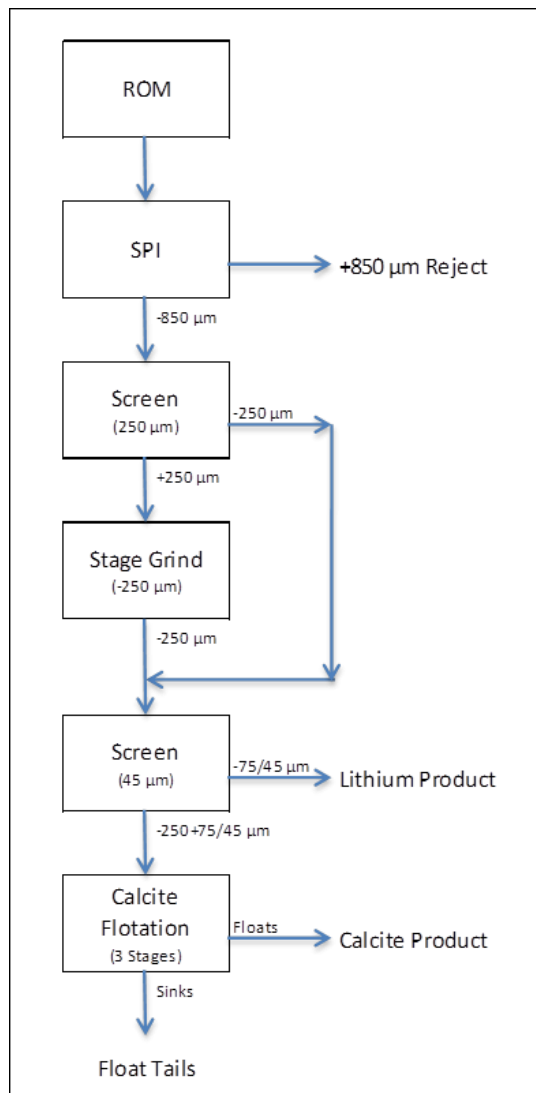 ROM
SPI
+850 µm Reject
-850 µm
Screen
(250 µm)
-250 µm
+250 µm
Stage Grind
(-250 µm)
-250 µm
Screen
(45 µm)
-75/45 µm
Lithium Product
-250+75/45 µm
Calcite
Flotation
(3 Stages)
Floats
Calcite Product
Sinks
Float Tails